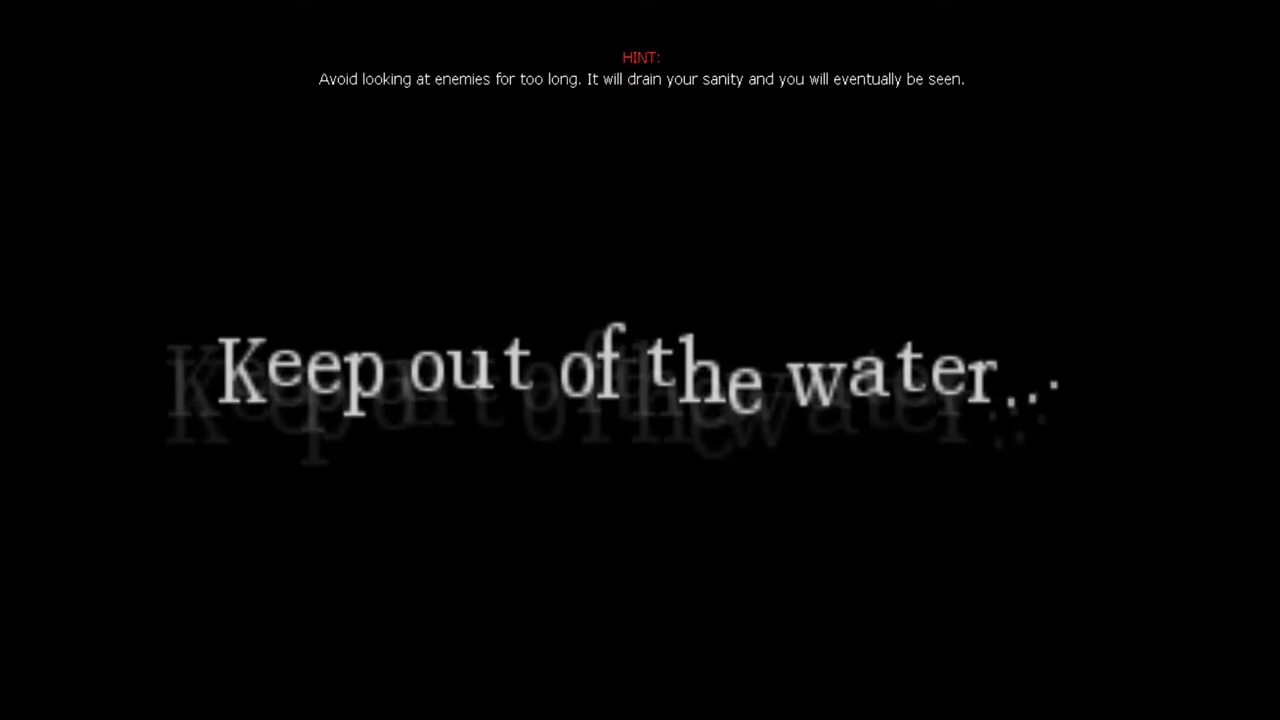 HINT:
Avoid looking at enemies for too long. It will drain your sanity and you will eventually be seen.
Keep out of the water...